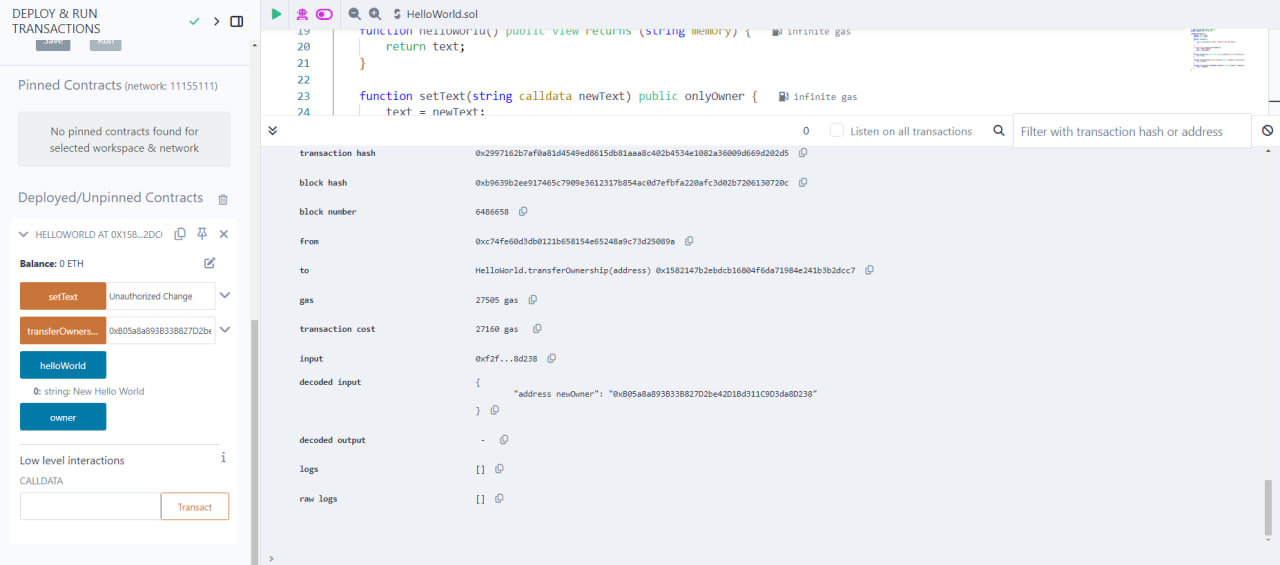 DEPLOY & RUN
TRANSACTIONS
Save
Run
Pinned Contracts (network: 11155111)
No pinned contracts found for
selected workspace & network
Deployed/Unpinned Contracts
HELLOWORLD AT 0X158...2DC
Balance: 0 ETH
setText
Unauthorized Change
transferOwners...
0xB05a8a893B33B827D2be
helloWorld
0: string: New Hello World
owner
Low level interactions
i
CALLDATA
Transact
HelloWorld.sol
19 function helloWorld() public view returns (string memory) { infinite gas
20 return text;
21 }
22
23 function setText(string calldata newText) public onlyOwner { infinite gas
24 text = newText;
0
Listen on all transactions
Filter with transaction hash or address
transaction hash 0x2997162b7af0a81d4549ed8615db81aaa8c402b4534e1082a36009d669d202d5
block hash 0xb9639b2ee917465c7909e3612317b854ac0d7efbfa220afc3d02b7206130720c
block number 6486658
from 0xc74fe60d3db0121b658154e65248a9c73d25089a
to HelloWorld.transferOwnership(address) 0x1582147b2ebdcb16804f6da71984e241b3b2dcc7
gas 27505 gas
transaction cost 27160 gas
input 0xf2f...8d238
decoded input {
"address newOwner": "0xB05a8a893B33B827D2be42D1Bd311C9D3da8D238"
}
decoded output -
logs []
raw logs []
>